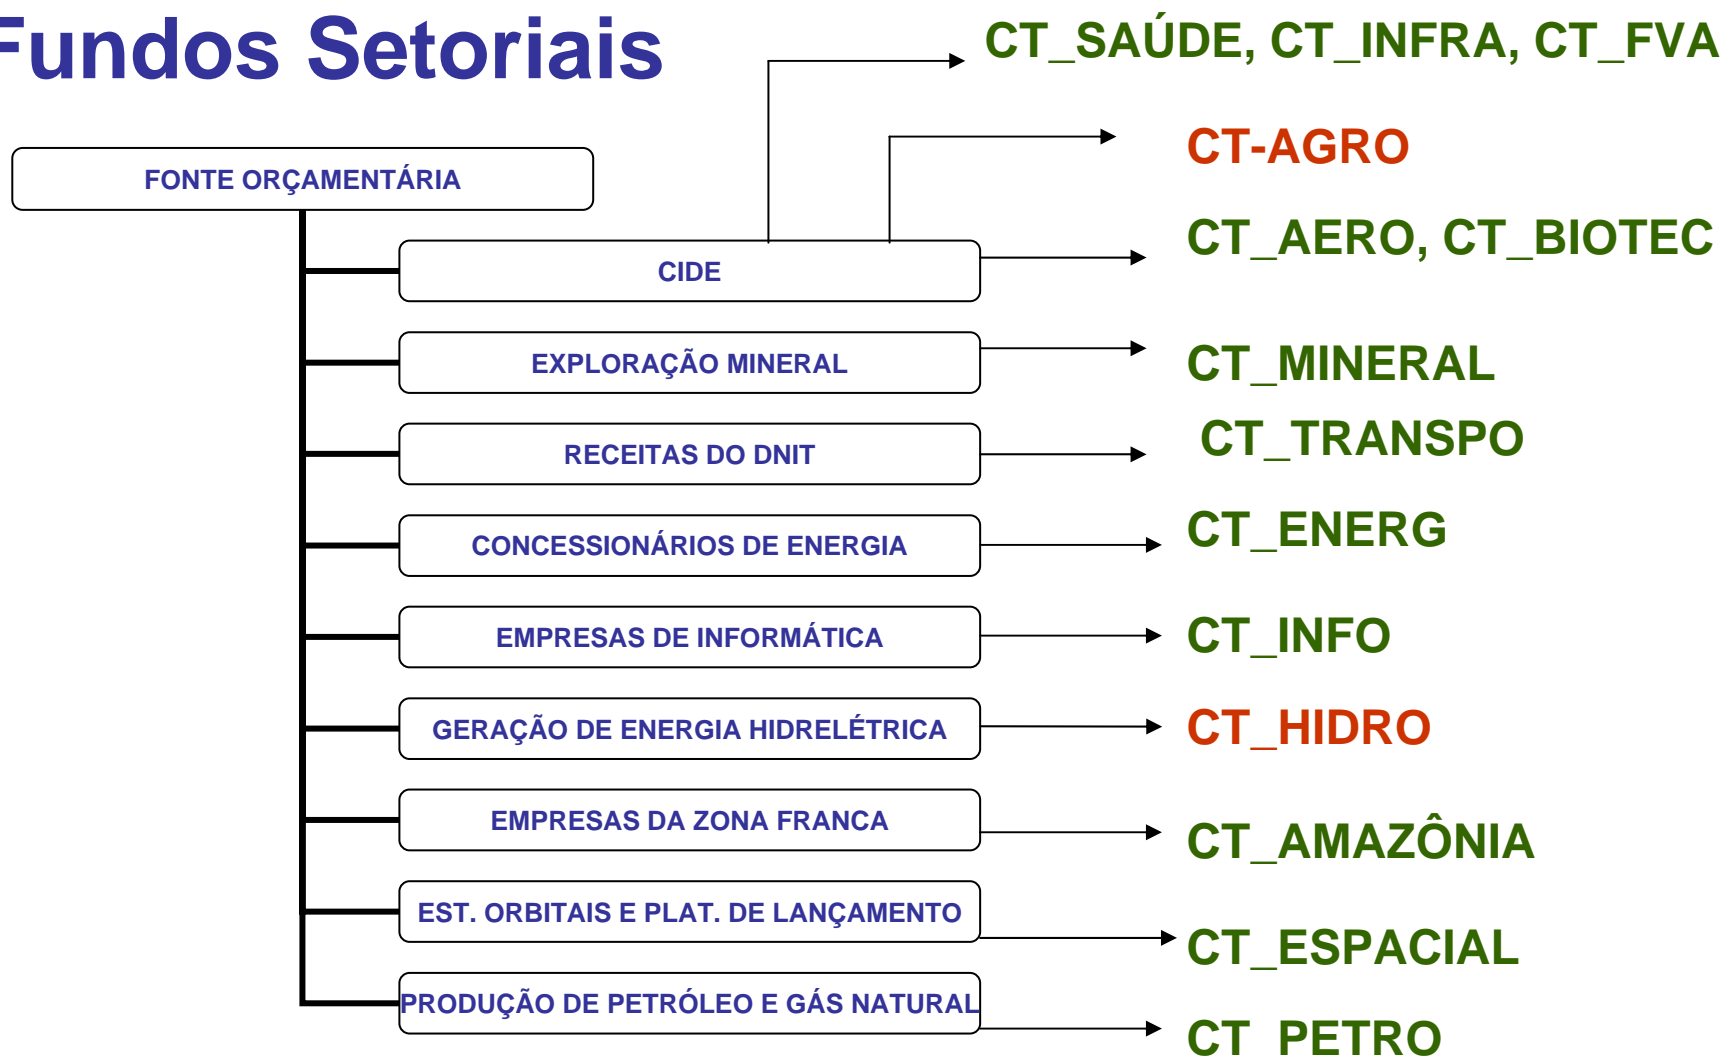 Fundos Setoriais
CT_SAÚDE, CT_INFRA, CT_FVA
CT-AGRO
FONTE ORÇAMENTÁRIA
CT_AERO, CT_BIOTEC
CIDE
EXPLORAÇÃO MINERAL
CT_MINERAL
RECEITAS DO DNIT
CT_TRANSPO
CONCESSIONÁRIOS DE ENERGIA
CT_ENERG
EMPRESAS DE INFORMÁTICA
CT_INFO
GERAÇÃO DE ENERGIA HIDRELÉTRICA
CT_HIDRO
EMPRESAS DA ZONA FRANCA
CT_AMAZÔNIA
EST. ORBITAIS E PLAT. DE LANÇAMENTO
CT_ESPACIAL
PRODUÇÃO DE PETRÓLEO E GÁS NATURAL
CT_PETRO